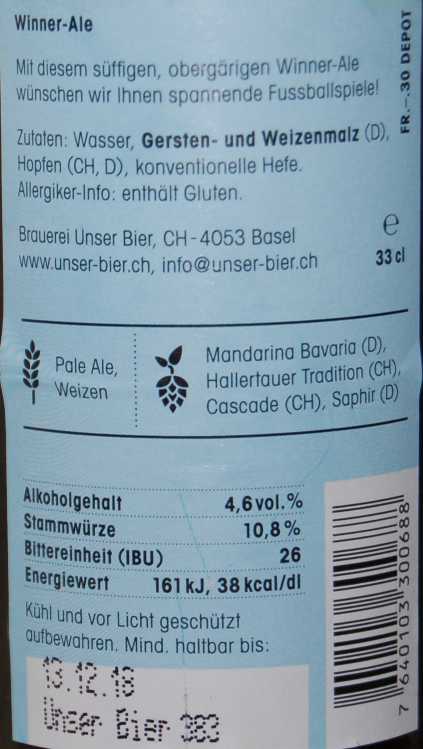 Winner-Ale
Mit diesem süffigen, obergärigen Winner-Ale
wünschen wir Ihnen spannende Fussballspiele!
FR.–.30 DEPOT
Zutaten: Wasser, Gersten- und Weizenmalz (D),
Hopfen (CH, D), konventionelle Hefe.
Allergiker-Info: enthält Gluten.
Brauerei Unser Bier, CH-4053 Basel
www.unser-bier.ch, info@unser-bier.ch
e
33 cl
Pale Ale,
Weizen
Mandarina Bavaria (D),
Hallertauer Tradition (CH),
Cascade (CH), Saphir (D)
Alkoholgehalt 4,6 vol.%
Stammwürze 10,8 %
Bittereinheit (IBU) 26
Energiewert 161 kJ, 38 kcal/dl
Kühl und vor Licht geschützt
aufbewahren. Mind. haltbar bis:
13.12.18
Unser Bier 383
7 640103 300688